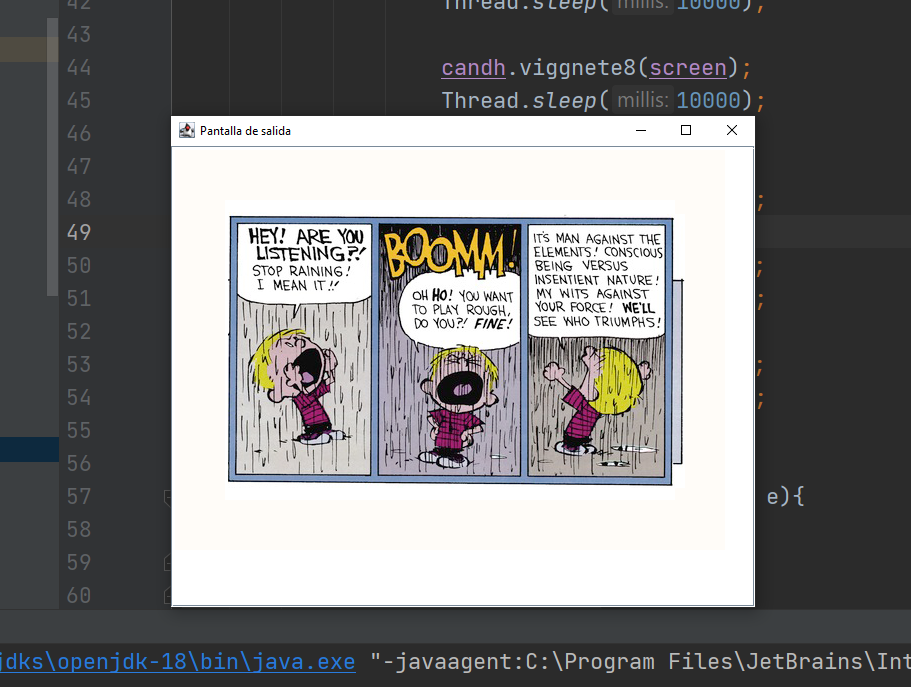 42
Thread.sleep( millis: 10000);
43
44
candh.viggnete8(screen);
45
Thread.sleep( millis: 10000);
46
Pantalla de salida
47
48
;
49
50
;
51
;
52
53
;
54
;
55
56
57
e){
58
59
60
HEY! ARE YOU
LISTENING?!
STOP RAINING!
I MEAN IT!!
BOOMM!
OH HO! YOU WANT
TO PLAY ROUGH,
DO YOU?! FINE!
IT'S MAN AGAINST THE
ELEMENTS! CONSCIOUS
BEING VERSUS
INSENTIENT NATURE!
MY WITS AGAINST
YOUR FORCE! WE'LL
SEE WHO TRIUMPHS!
jdks\openjdk-18\bin\java.exe "-javaagent:C:\Program Files\JetBrains\Int